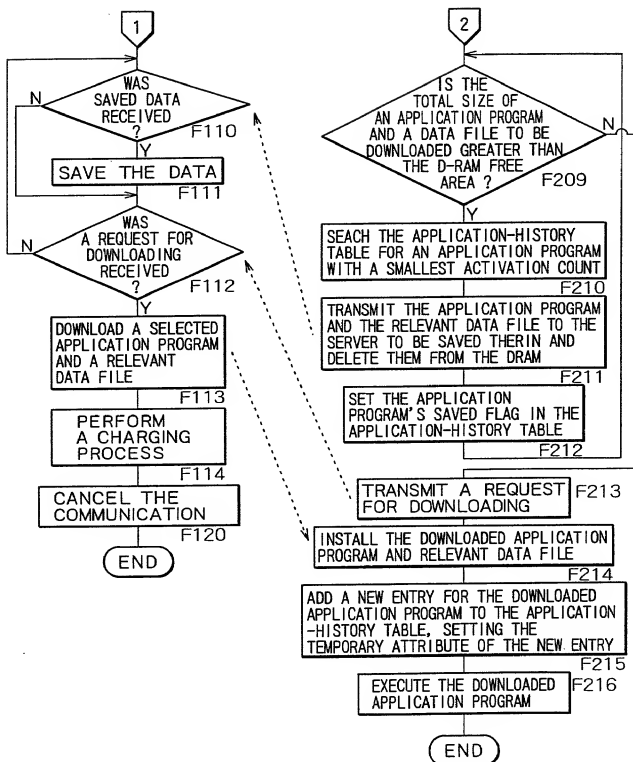 1
WAS
SAVED DATA
RECEIVED
?
F110
N
Y
SAVE THE DATA
F111
WAS
A REQUEST FOR
DOWNLOADING
RECEIVED
?
F112
N
Y
DOWNLOAD A SELECTED
APPLICATION PROGRAM
AND A RELEVANT
DATA FILE
F113
PERFORM
A CHARGING
PROCESS
F114
CANCEL THE
COMMUNICATION
F120
END
2
IS THE
TOTAL SIZE OF
AN APPLICATION PROGRAM
AND A DATA FILE TO BE
DOWNLOADED GREATER THAN
THE D-RAM FREE
AREA ?
F209
N
Y
SEACH THE APPLICATION-HISTORY
TABLE FOR AN APPLICATION PROGRAM
WITH A SMALLEST ACTIVATION COUNT
F210
TRANSMIT THE APPLICATION PROGRAM
AND THE RELEVANT DATA FILE TO THE
SERVER TO BE SAVED THERIN AND
DELETE THEM FROM THE DRAM
F211
SET THE APPLICATION
PROGRAM'S SAVED FLAG IN THE
APPLICATION-HISTORY TABLE
F212
TRANSMIT A REQUEST
FOR DOWNLOADING
F213
INSTALL THE DOWNLOADED APPLICATION
PROGRAM AND RELEVANT DATA FILE
F214
ADD A NEW ENTRY FOR THE DOWNLOADED
APPLICATION PROGRAM TO THE APPLICATION
-HISTORY TABLE, SETTING THE
TEMPORARY ATTRIBUTE OF THE NEW ENTRY
F215
EXECUTE THE DOWNLOADED
APPLICATION PROGRAM
F216
END